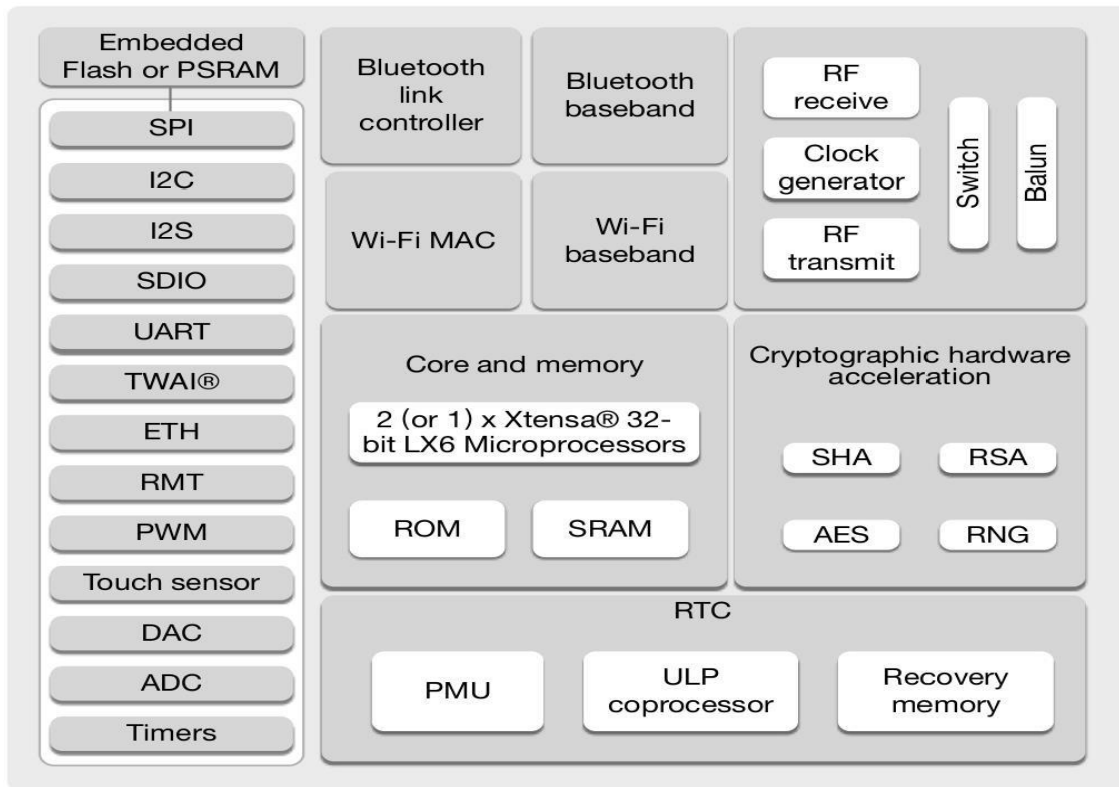 Embedded
Flash or PSRAM
SPI
I2C
I2S
SDIO
UART
TWAI®
ETH
RMT
PWM
Touch sensor
DAC
ADC
Timers
Bluetooth
link
controller
Bluetooth
baseband
Wi-Fi MAC
Wi-Fi
baseband
RF
receive
Clock
generator
RF
transmit
Switch
Balun
Core and memory
2 (or 1) x Xtensa® 32-
bit LX6 Microprocessors
ROM
SRAM
Cryptographic hardware
acceleration
SHA
RSA
AES
RNG
RTC
PMU
ULP
coprocessor
Recovery
memory